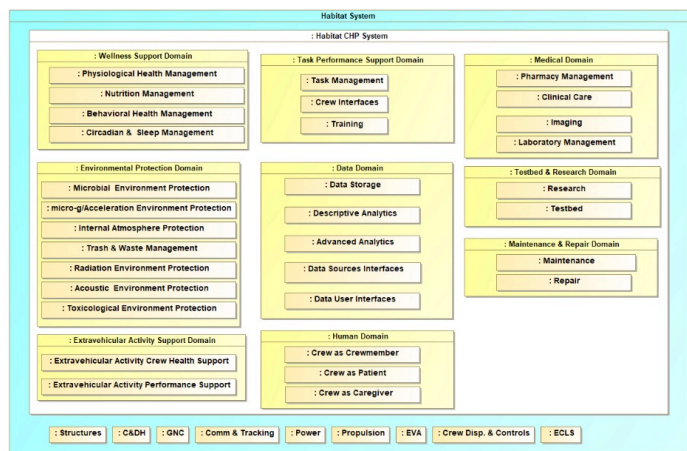 Habitat System
: Habitat CHP System
: Wellness Support Domain
: Physiological Health Management
: Nutrition Management
: Behavioral Health Management
: Circadian & Sleep Management
: Task Performance Support Domain
: Task Management
: Crew Interfaces
: Training
: Medical Domain
: Pharmacy Management
: Clinical Care
: Imaging
: Laboratory Management
: Environmental Protection Domain
: Microbial Environment Protection
: micro-g/Acceleration Environment Protection
: Internal Atmosphere Protection
: Trash & Waste Management
: Radiation Environment Protection
: Acoustic Environment Protection
: Toxicological Environment Protection
: Data Domain
: Data Storage
: Descriptive Analytics
: Advanced Analytics
: Data Sources Interfaces
: Data User Interfaces
: Testbed & Research Domain
: Research
: Testbed
: Maintenance & Repair Domain
: Maintenance
: Repair
: Extravehicular Activity Support Domain
: Extravehicular Activity Crew Health Support
: Extravehicular Activity Performance Support
: Human Domain
: Crew as Crewmember
: Crew as Patient
: Crew as Caregiver
: Structures : C&DH : GNC : Comm & Tracking : Power : Propulsion : EVA : Crew Disp. & Controls : ECLS